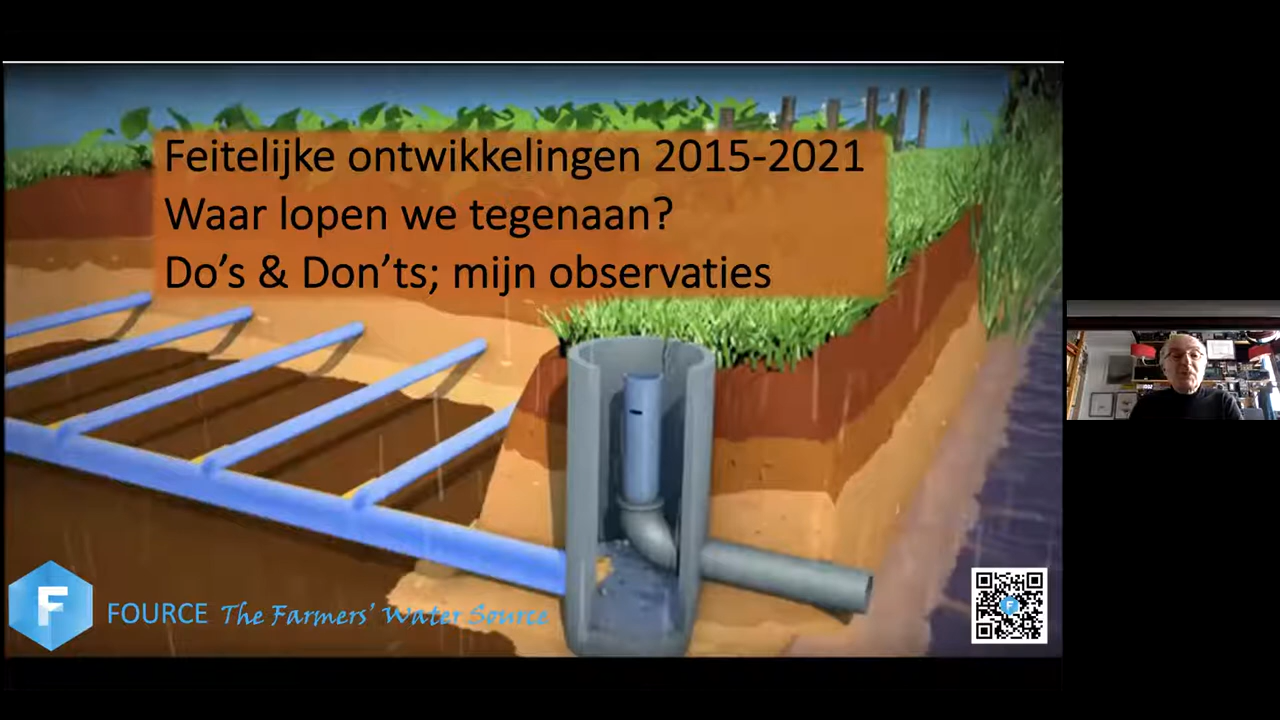 Feitelijke ontwikkelingen 2015-2021
Waar lopen we tegenaan?
Do’s & Don’ts; mijn observaties
F
FOURCE The Farmers’ Water Source
F